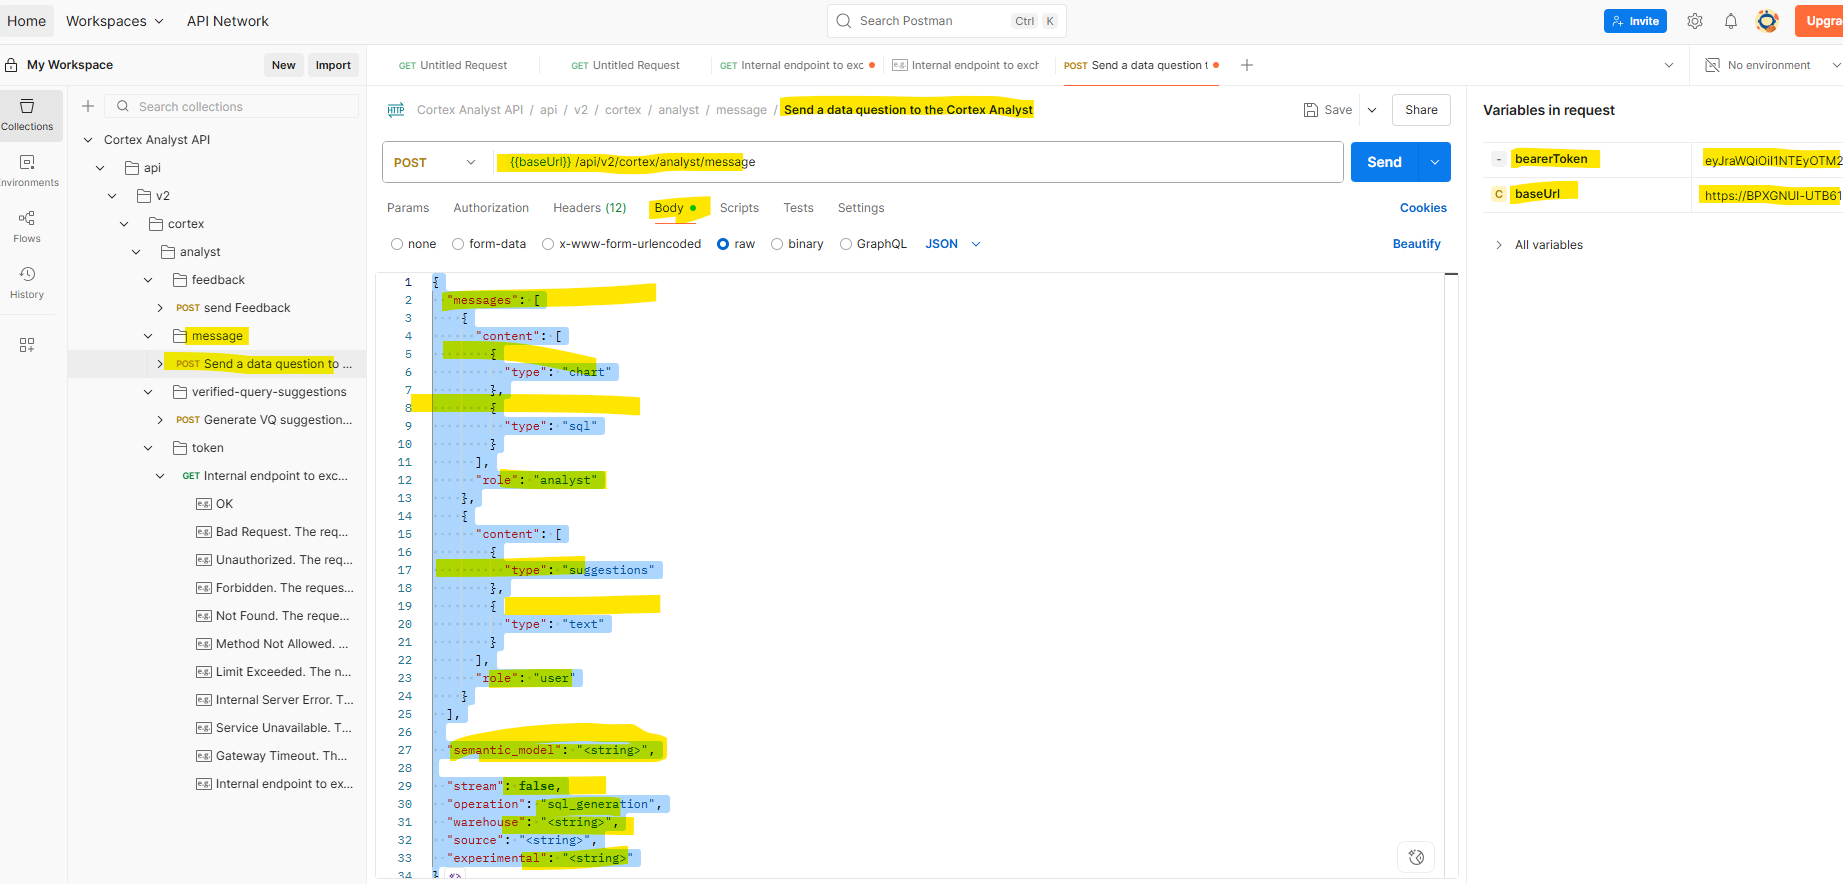 Home
Workspaces
API Network
Search Postman
Ctrl K
Invite
My Workspace
New
Import
GET Untitled Request
GET Untitled Request
GET Internal endpoint to exc
e.g. Internal endpoint to exch
POST Send a data question t
No environment
Collections
Environments
Flows
History
Search collections
Cortex Analyst API
api
v2
cortex
analyst
feedback
POST send Feedback
message
POST Send a data question to ...
verified-query-suggestions
POST Generate VQ suggestion...
token
GET Internal endpoint to exc...
e.g. OK
e.g. Bad Request. The req...
e.g. Unauthorized. The req...
e.g. Forbidden. The reques...
e.g. Not Found. The reque...
e.g. Method Not Allowed. ...
e.g. Limit Exceeded. The n...
e.g. Internal Server Error. T...
e.g. Service Unavailable. T...
e.g. Gateway Timeout. Th...
e.g. Internal endpoint to ex...
HTTP Cortex Analyst API / api / v2 / cortex / analyst / message / Send a data question to the Cortex Analyst
Save
Share
POST
{{baseUrl}} /api/v2/cortex/analyst/message
Send
Params
Authorization
Headers (12)
Body
Scripts
Tests
Settings
Cookies
none
form-data
x-www-form-urlencoded
raw
binary
GraphQL
JSON
Beautify
1 {
2 "messages": [
3 {
4 "content": [
5 {
6 "type": "chart"
7 },
8 {
9 "type": "sql"
10 }
11 ],
12 "role": "analyst"
13 },
14 {
15 "content": [
16 {
17 "type": "suggestions"
18 },
19 {
20 "type": "text"
21 }
22 ],
23 "role": "user"
24 }
25 ],
26
27 "semantic_model": "<string>",
28
29 "stream": false,
30 "operation": "sql_generation",
31 "warehouse": "<string>",
32 "source": "<string>",
33 "experimental": "<string>"
34 }
Variables in request
bearerToken
C baseUrl
https://BPXGNUI-UTB61
All variables